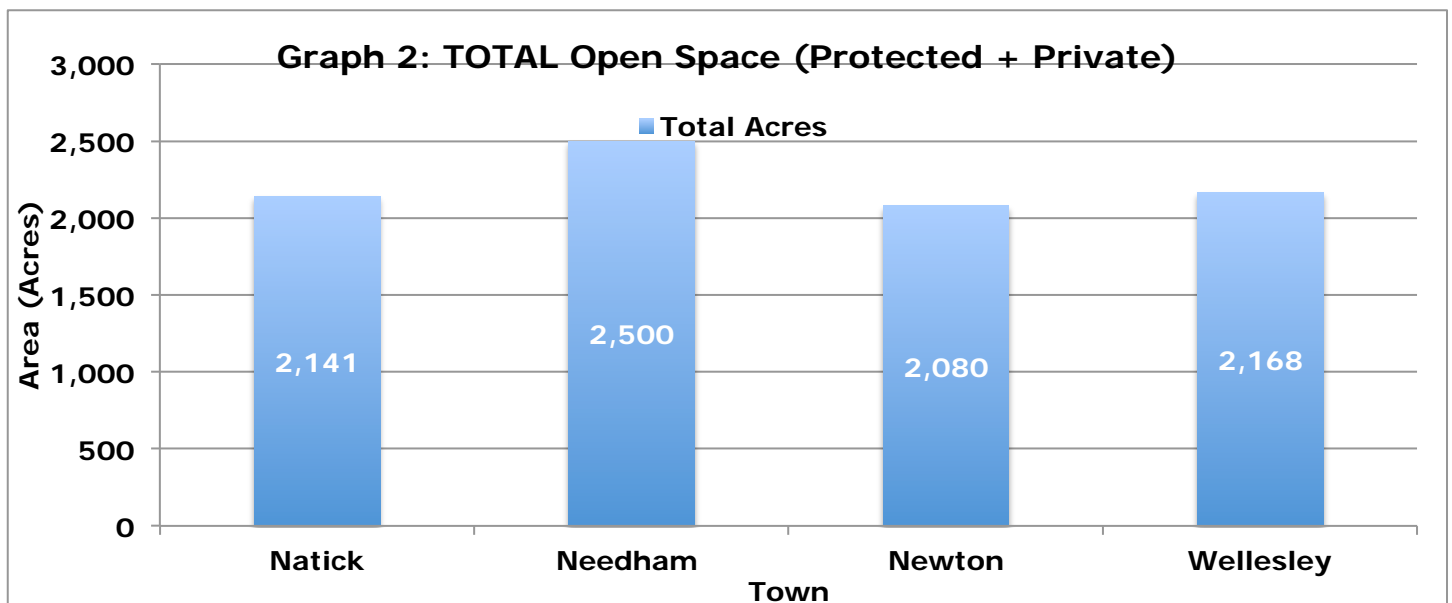 Graph 2: TOTAL Open Space (Protected + Private)
Total Acres
Area (Acres)
3,000
2,500
2,000
1,500
1,000
500
0
2,141
2,500
2,080
2,168
Natick Needham Newton Wellesley
Town